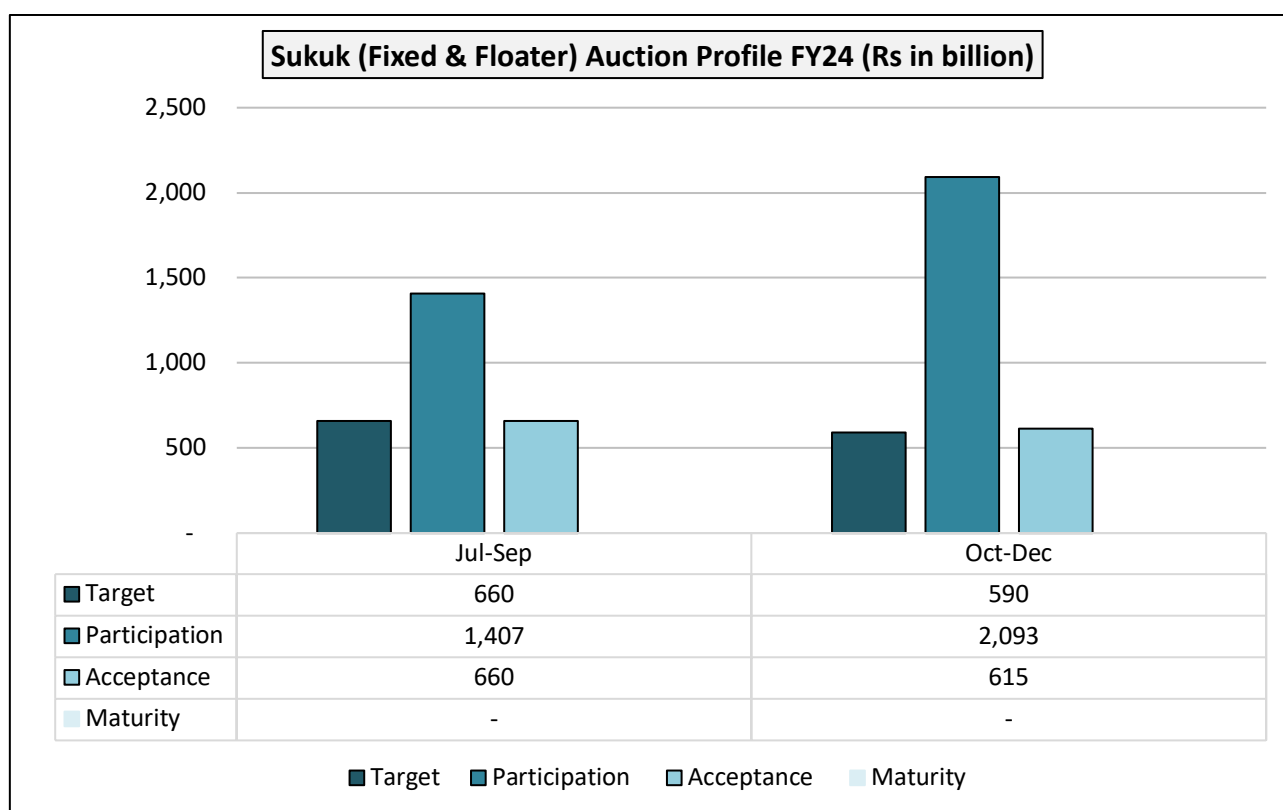 Sukuk (Fixed & Floater) Auction Profile FY24 (Rs in billion)
2,500
2,000
1,500
1,000
500
-
Jul-Sep Oct-Dec
Target 660 590
Participation 1,407 2,093
Acceptance 660 615
Maturity - -
Target Participation Acceptance Maturity